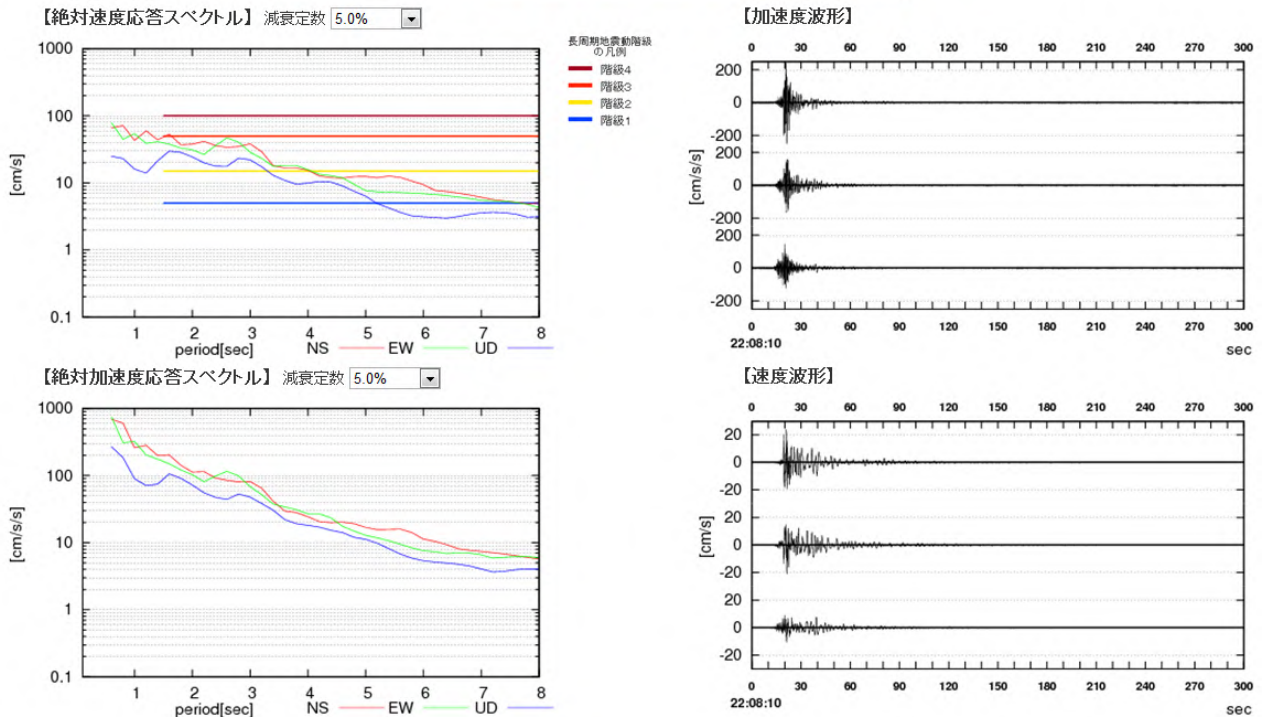 【絶対速度応答スペクトル】 減衰定数 5.0%
1000
100
10
1
0.1
[cm/s]
1 2 3 4 5 6 7 8
period[sec] NS EW UD
長周期地震動階級
の凡例
階級4
階級3
階級2
階級1
【加速度波形】
0 30 60 90 120 150 180 210 240 270 300
200
0
-200
200
0
-200
200
0
-200
[cm/s/s]
0 30 60 90 120 150 180 210 240 270 300
22:08:10
sec
【絶対加速度応答スペクトル】 減衰定数 5.0%
1000
100
10
1
0.1
[cm/s/s]
1 2 3 4 5 6 7 8
period[sec] NS EW UD
【速度波形】
0 30 60 90 120 150 180 210 240 270 300
20
0
-20
20
0
-20
20
0
-20
[cm/s]
0 30 60 90 120 150 180 210 240 270 300
22:08:10
sec